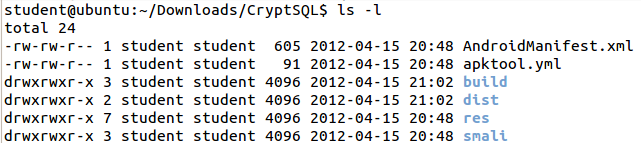 student@ubuntu:~/Downloads/CryptSQL$ ls -l
total 24
-rw-rw-r-- 1 student student  605 2012-04-15 20:48 AndroidManifest.xml
-rw-rw-r-- 1 student student   91 2012-04-15 20:48 apktool.yml
drwxrwxr-x 3 student student 4096 2012-04-15 21:02 build
drwxrwxr-x 2 student student 4096 2012-04-15 21:02 dist
drwxrwxr-x 7 student student 4096 2012-04-15 20:48 res
drwxrwxr-x 3 student student 4096 2012-04-15 20:48 smali